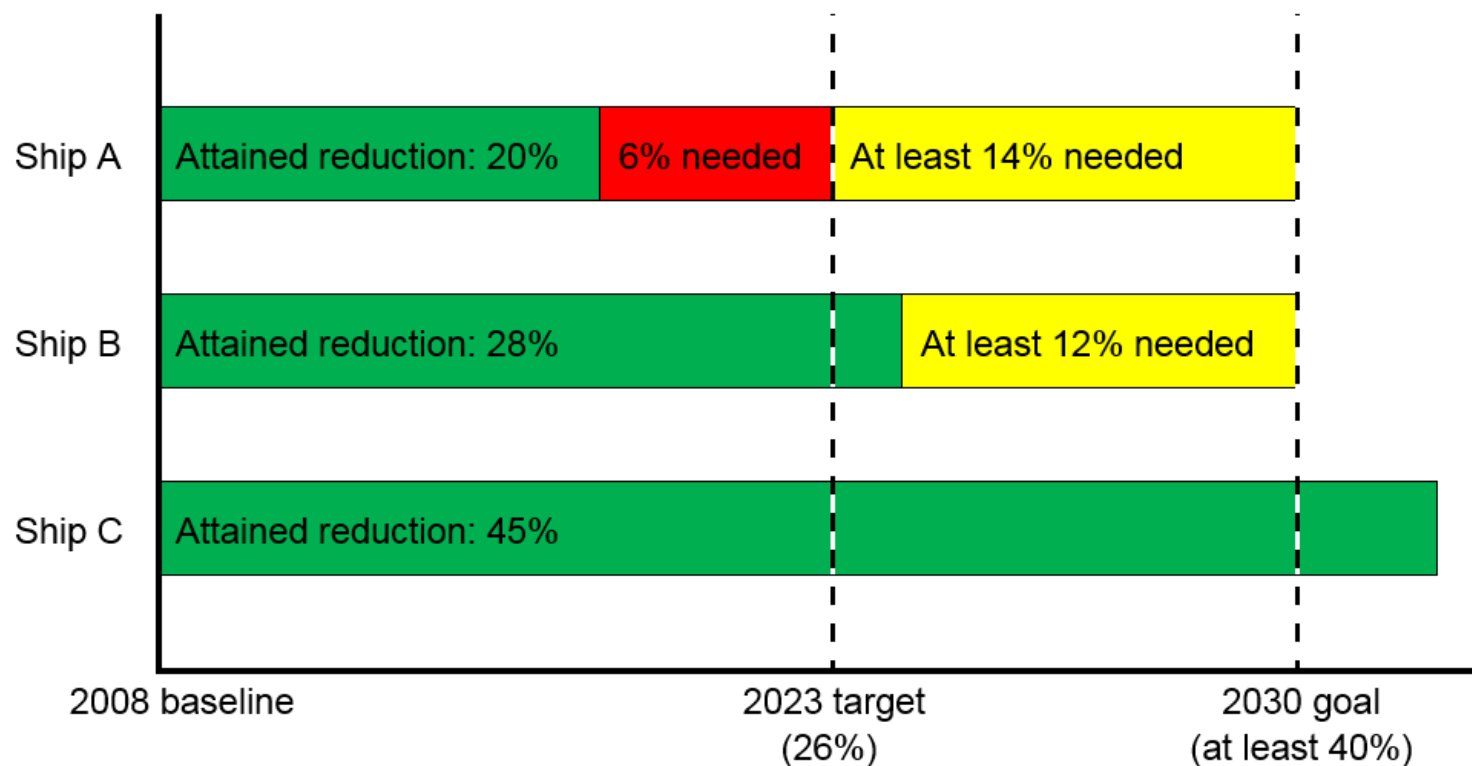 Ship A
Attained reduction: 20%
6% needed
At least 14% needed
Ship B
Attained reduction: 28%
At least 12% needed
Ship C
Attained reduction: 45%
2008 baseline
2023 target
(26%)
2030 goal
(at least 40%)